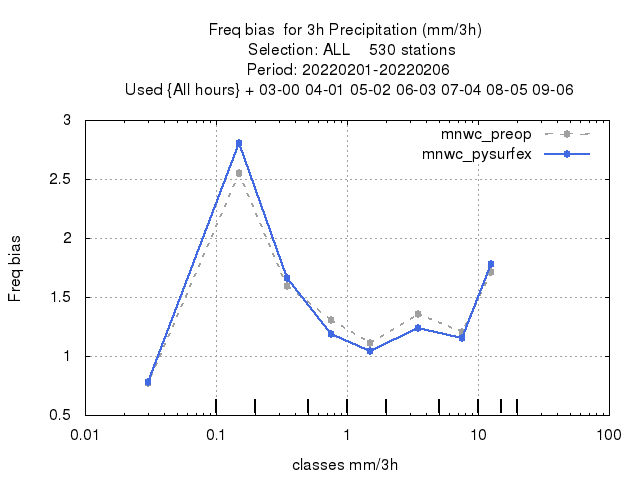 Freq bias  for 3h Precipitation (mm/3h)
Selection: ALL    530 stations
Period: 20220201-20220206
Used {All hours} + 03-00 04-01 05-02 06-03 07-04 08-05 09-06
mnwc_preop
mnwc_pysurfex
3
2.5
2
1.5
1
0.5
Freq bias
0.01 0.1 1 10 100
classes mm/3h